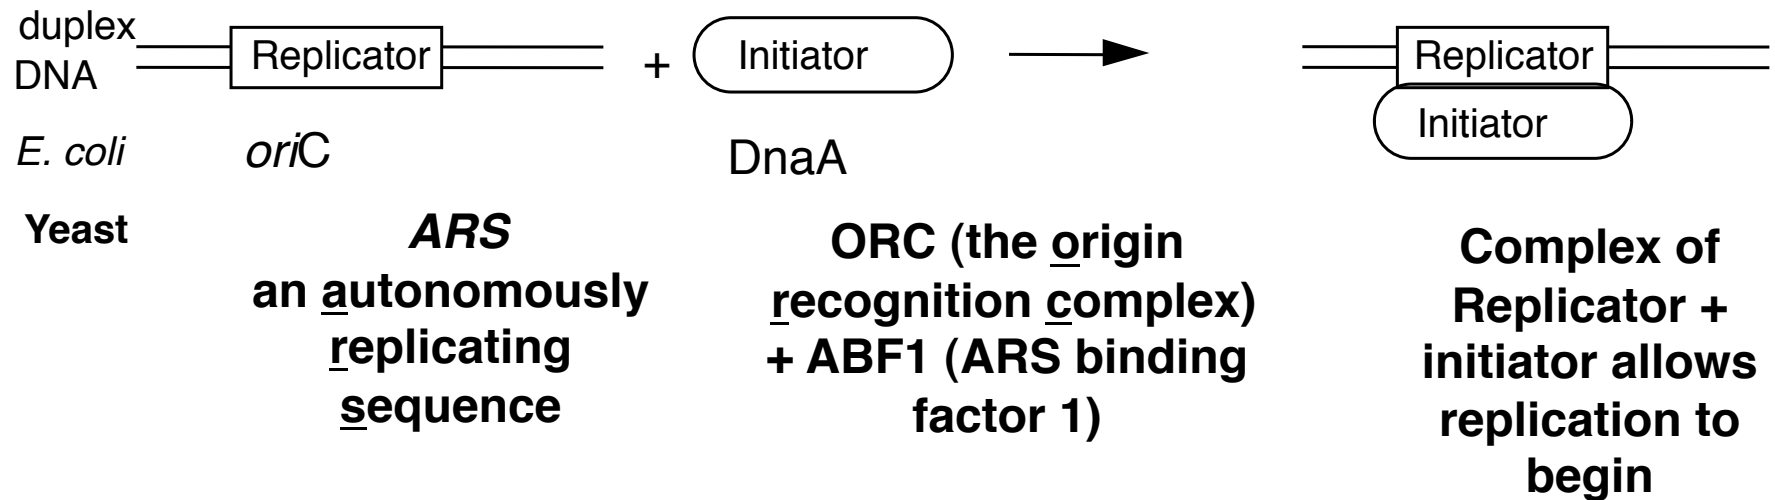 duplex
DNA
Replicator
+
Initiator
Replicator
Initiator
E. coli
oriC
DnaA
Yeast
ARS
an autonomously
replicating
sequence
ORC (the origin
recognition complex)
+ ABF1 (ARS binding
factor 1)
Complex of
Replicator +
initiator allows
replication to
begin